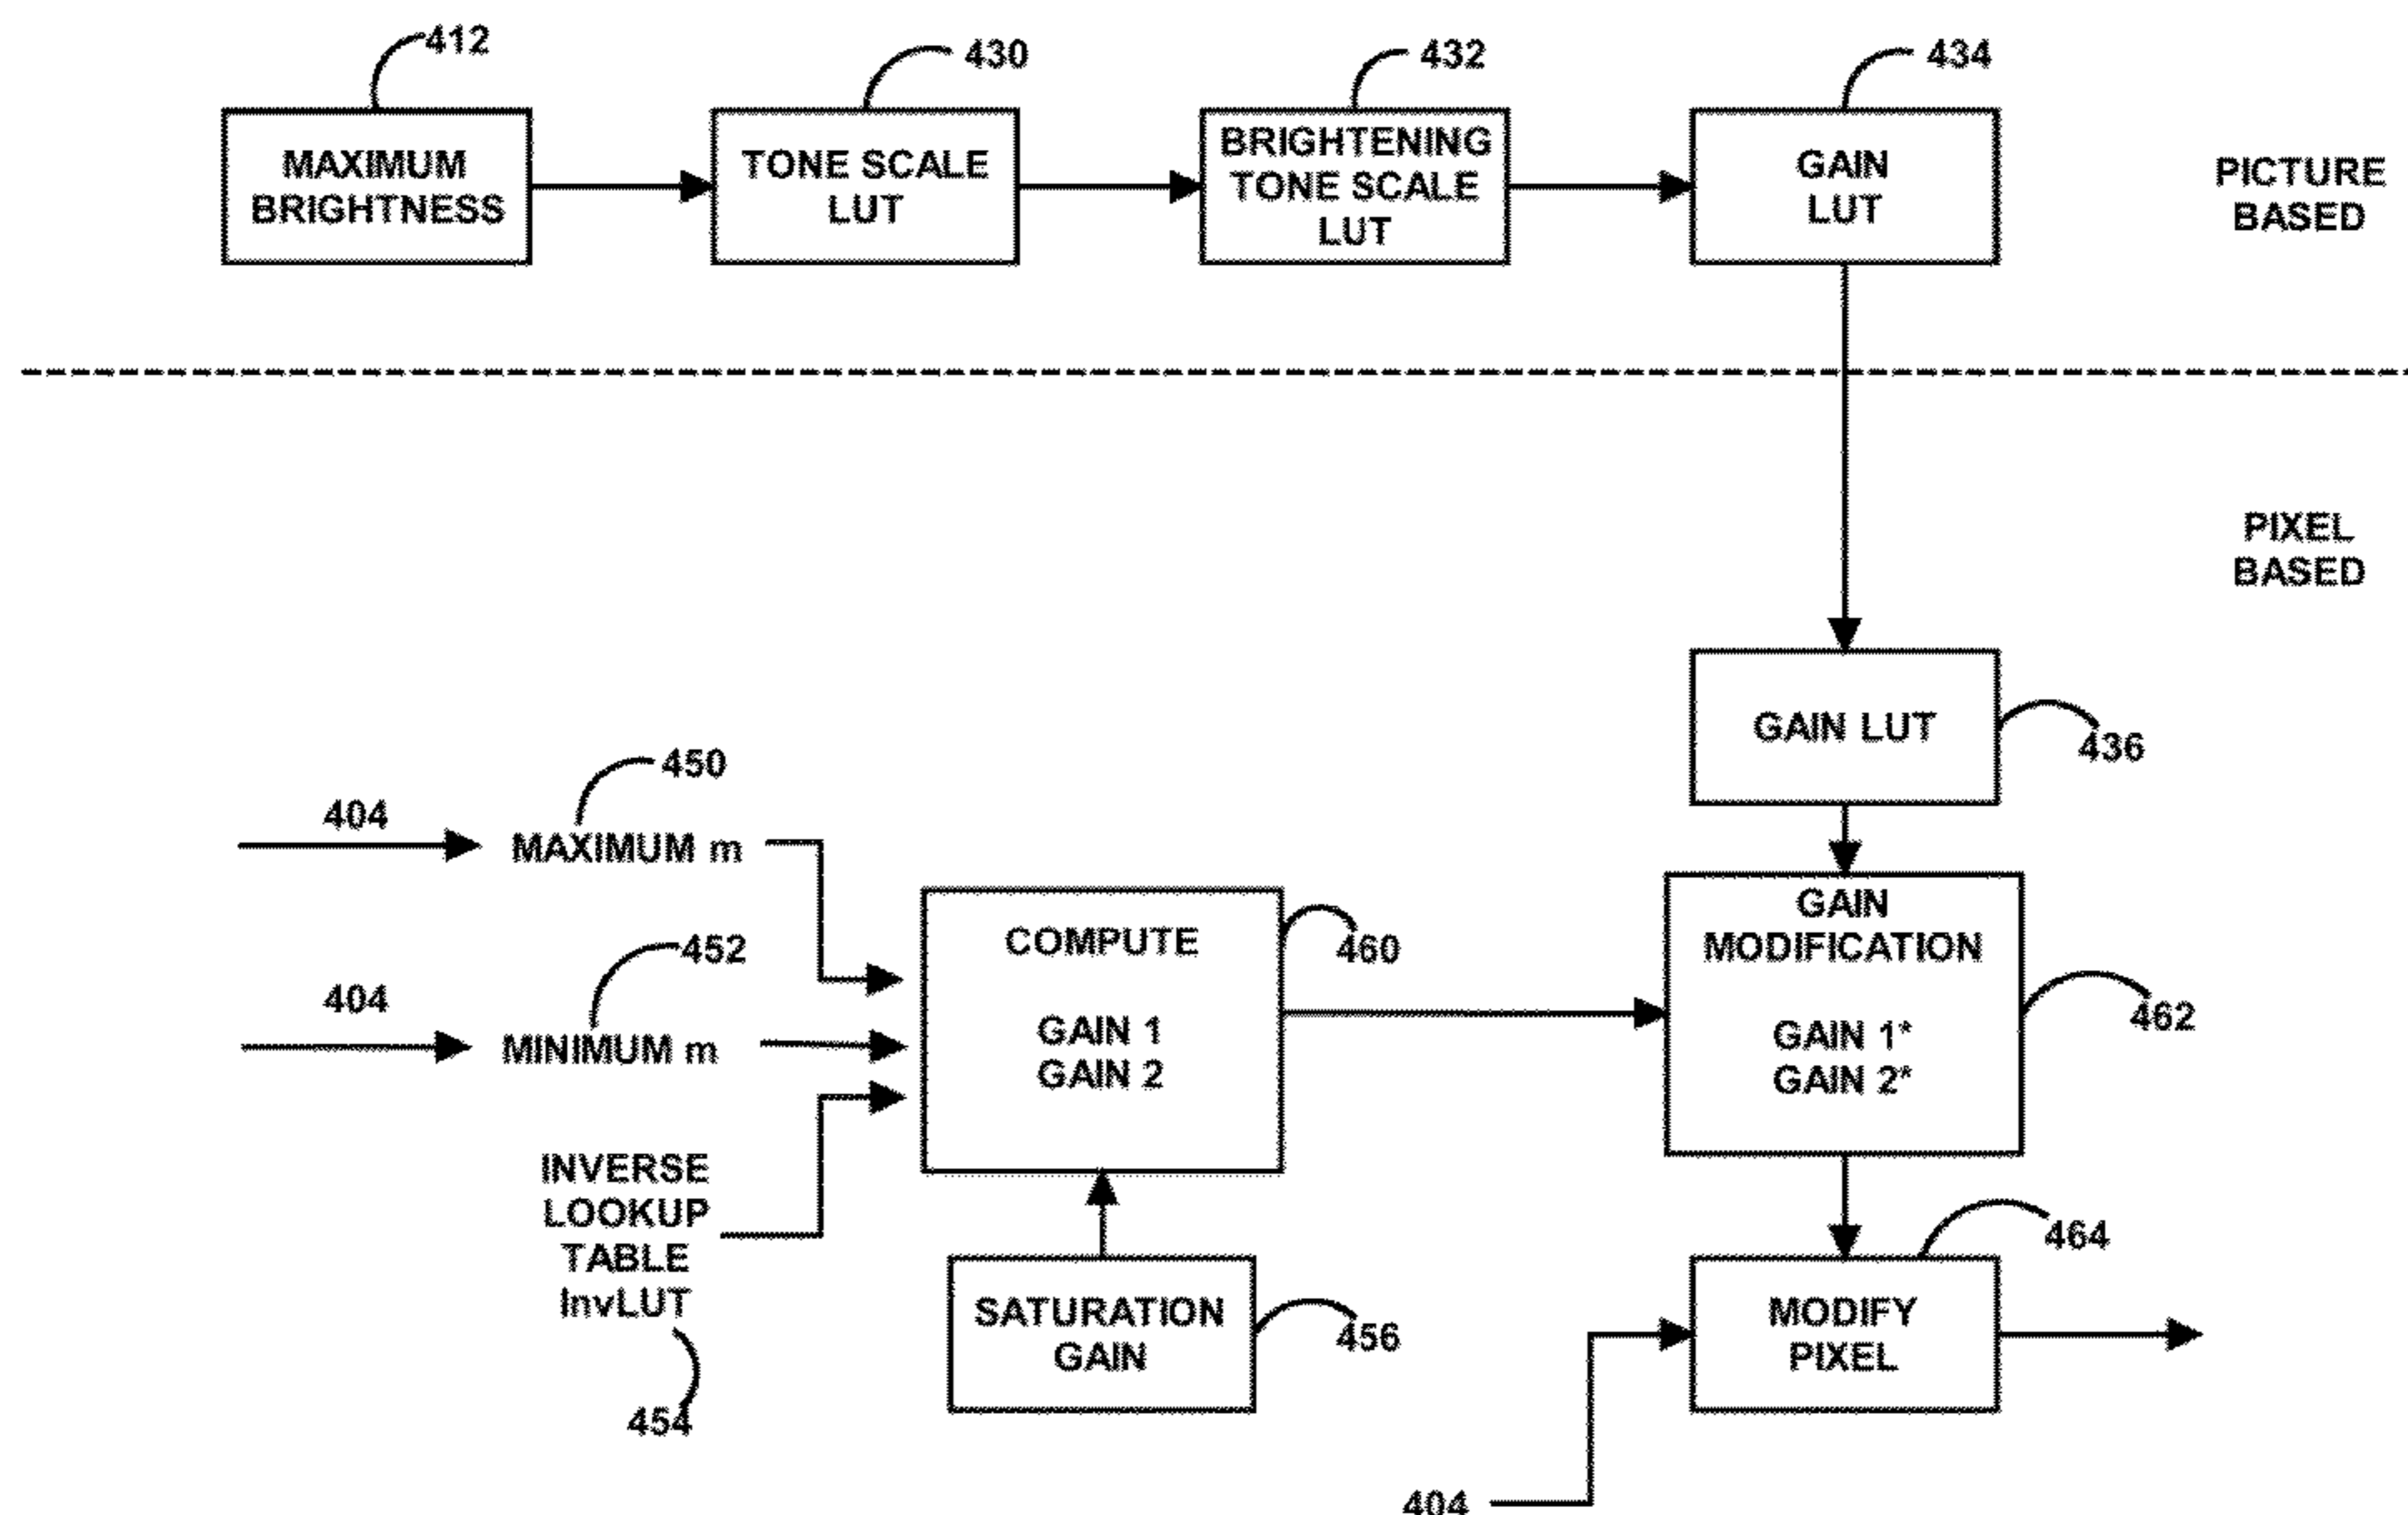 412
430
432
434
MAXIMUM
BRIGHTNESS
TONE SCALE
LUT
BRIGHTENING
TONE SCALE
LUT
GAIN
LUT
PICTURE
BASED
PIXEL
BASED
GAIN LUT
436
450
404
MAXIMUM m
452
404
MINIMUM m
INVERSE
LOOKUP
TABLE
InvLUT
454
COMPUTE
GAIN 1
GAIN 2
460
SATURATION
GAIN
456
GAIN
MODIFICATION
GAIN 1*
GAIN 2*
462
464
MODIFY
PIXEL
404